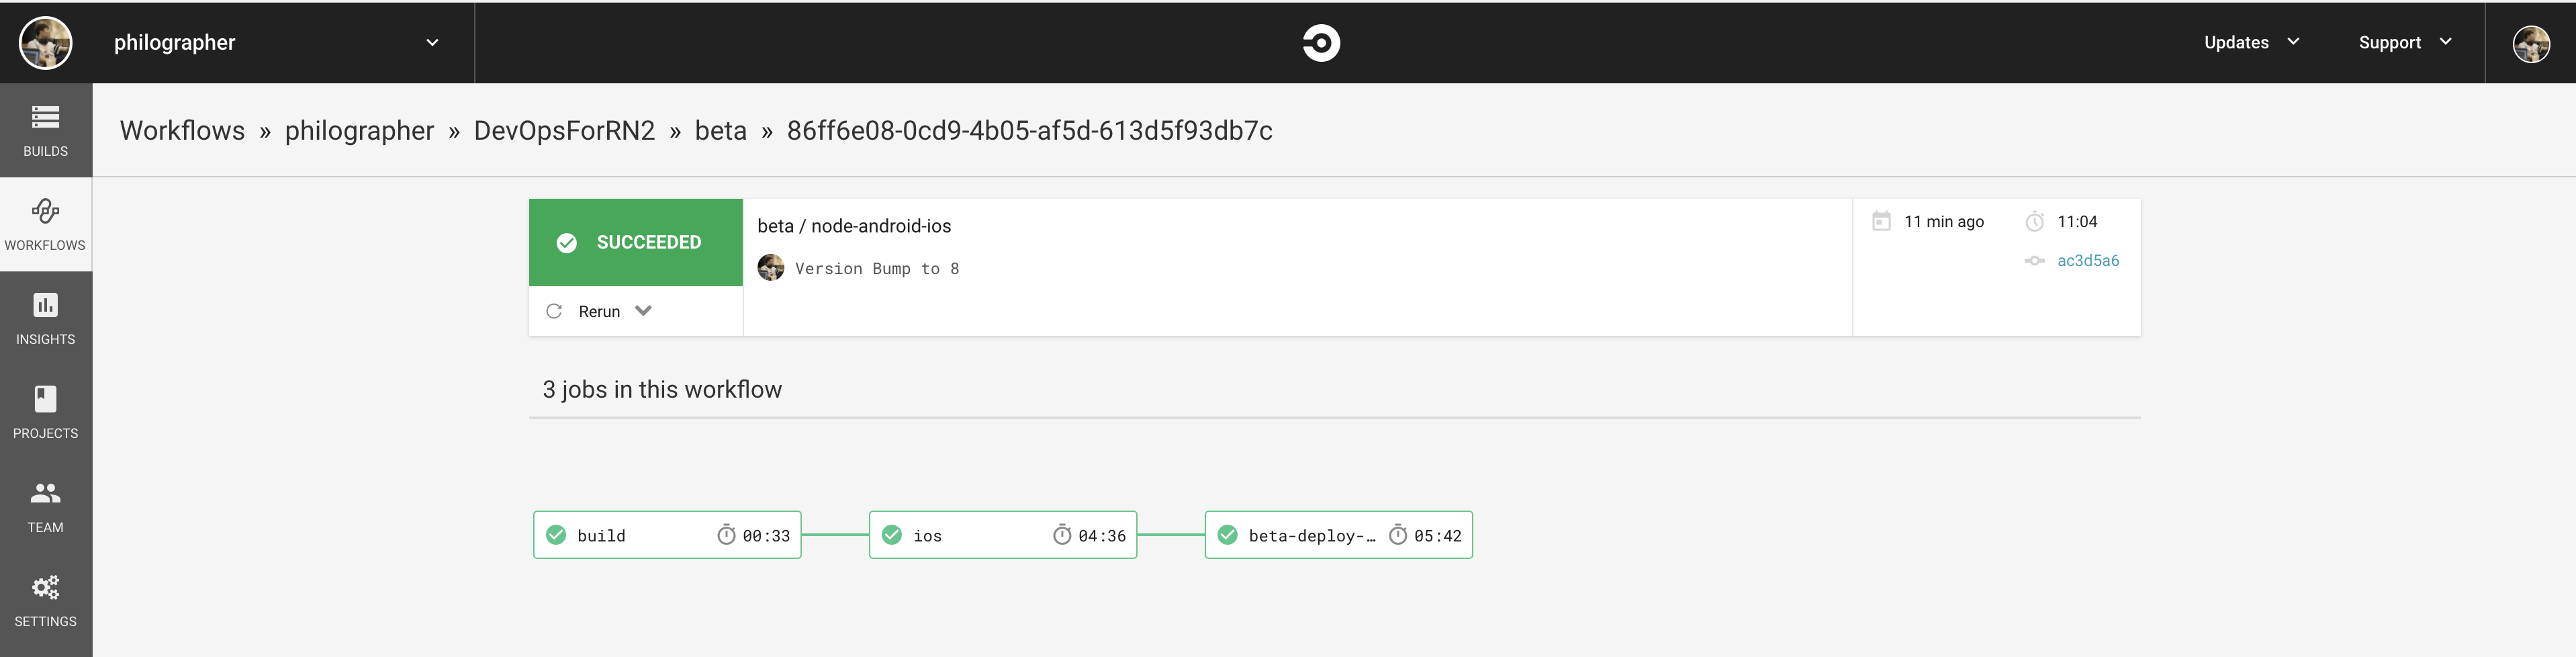 philographer
Updates
Support
BUILDS
WORKFLOWS
INSIGHTS
PROJECTS
TEAM
SETTINGS
Workflows » philographer » DevOpsForRN2 » beta » 86ff6e08-0cd9-4b05-af5d-613d5f93db7c
SUCCEEDED
Rerun
beta / node-android-ios
Version Bump to 8
11 min ago
11:04
ac3d5a6
3 jobs in this workflow
build 00:33
ios 04:36
beta-deploy-… 05:42